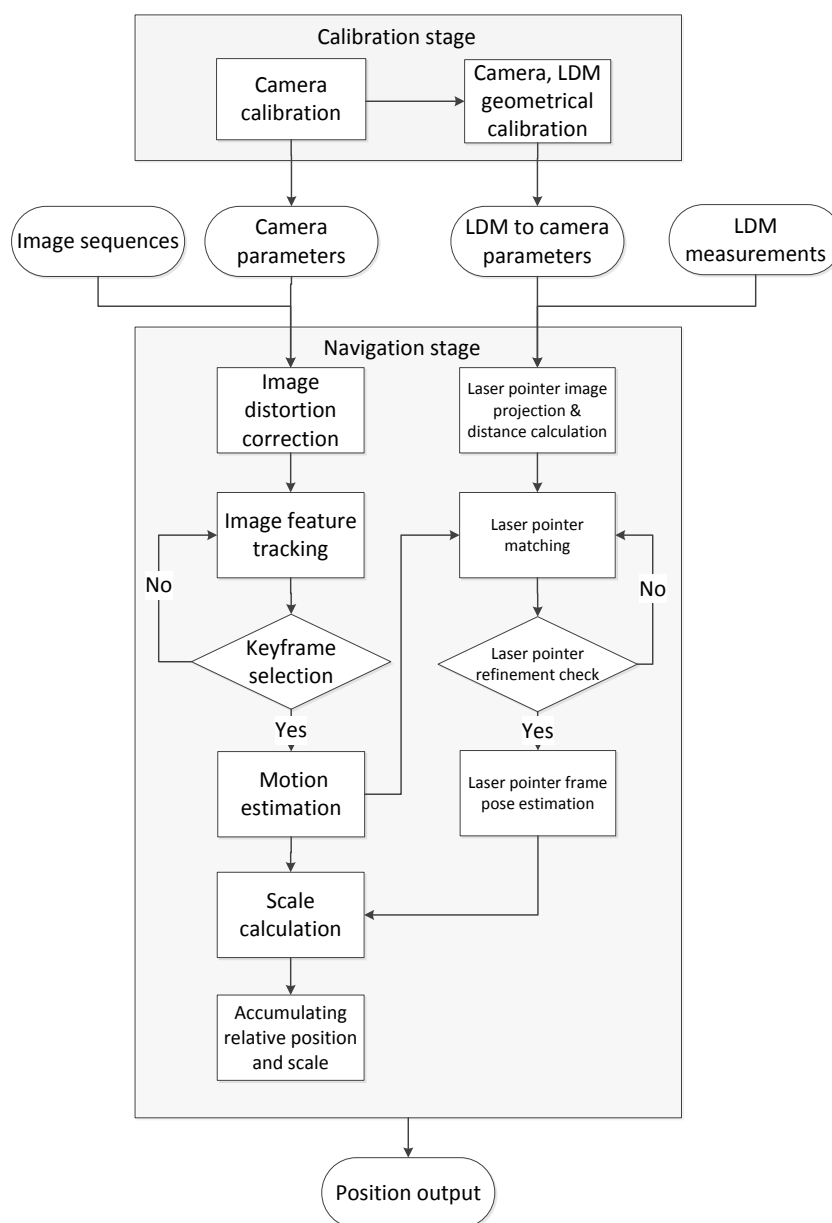 Calibration stage
Camera
calibration
Camera, LDM
geometrical
calibration
Image sequences
Camera
parameters
LDM to camera
parameters
LDM
measurements
Navigation stage
Image
distortion
correction
Laser pointer image
projection &
distance calculation
Image feature
tracking
Laser pointer
matching
No
No
Keyframe
selection
Laser pointer
refinement check
Yes
Yes
Motion
estimation
Laser pointer frame
pose estimation
Scale
calculation
Accumulating
relative position
and scale
Position output